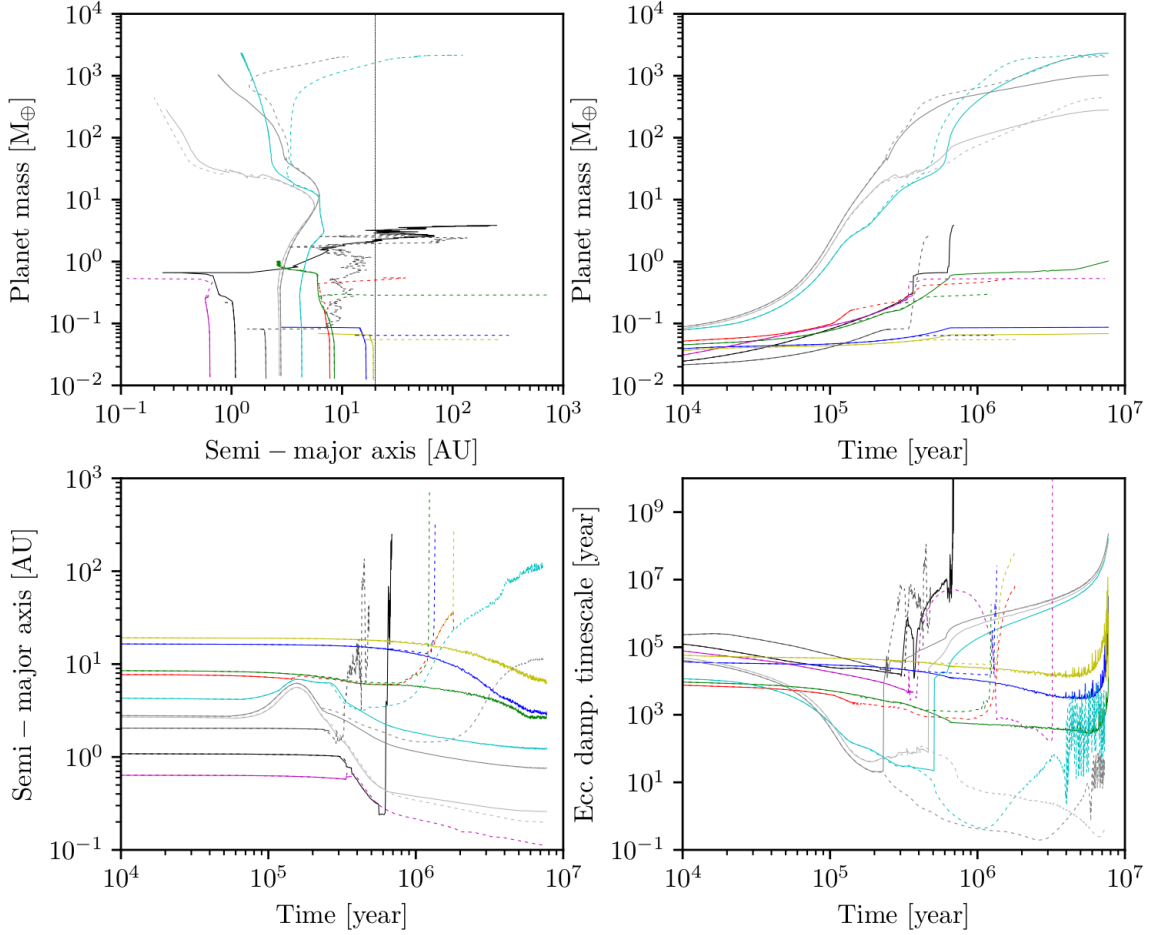 10^4
10^3
10^2
10^1
10^0
10^−1
10^−2
Planet mass [M⊕]
10^−1 10^0 10^1 10^2 10^3
Semi − major axis [AU]
10^4
10^3
10^2
10^1
10^0
10^−1
10^−2
Planet mass [M⊕]
10^4 10^5 10^6 10^7
Time [year]
10^3
10^2
10^1
10^0
10^−1
Semi − major axis [AU]
10^4 10^5 10^6 10^7
Time [year]
10^9
10^7
10^5
10^3
10^1
10^−1
Ecc. damp. timescale [year]
10^4 10^5 10^6 10^7
Time [year]